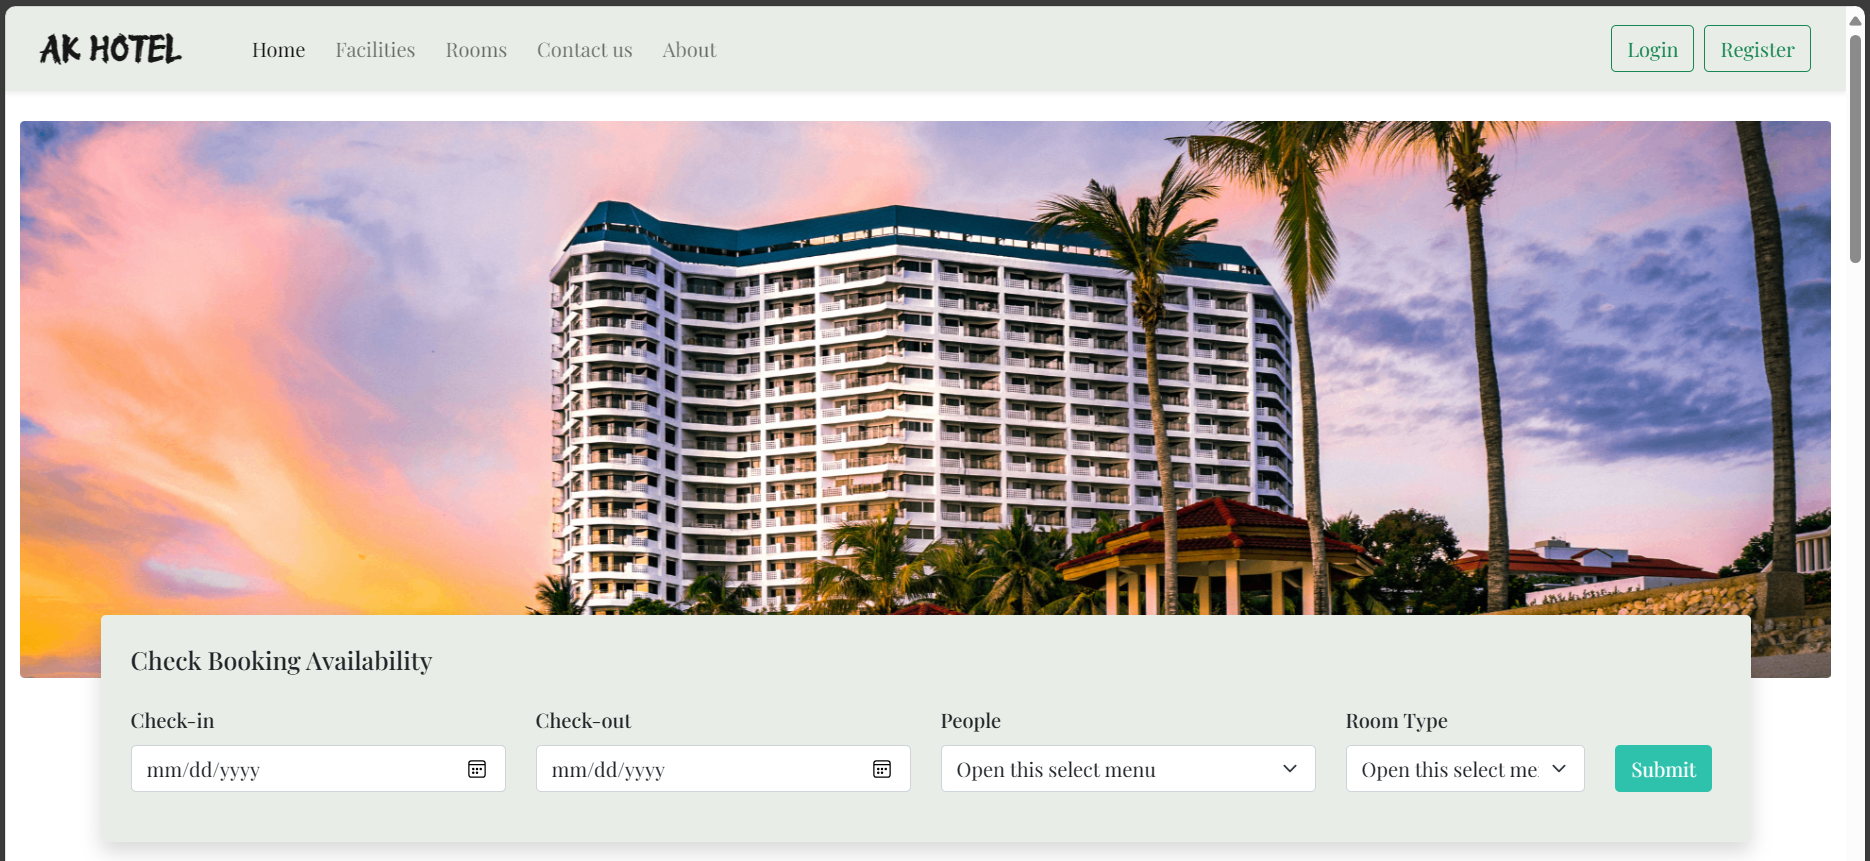 AK HOTEL
Home Facilities Rooms Contact us About
Login Register
Check Booking Availability
Check-in Check-out People Room Type
mm/dd/yyyy mm/dd/yyyy Open this select menu Open this select me Submit